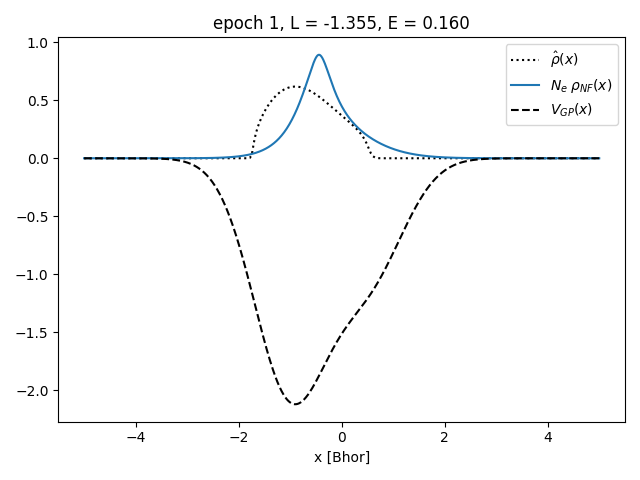 epoch 1, L = -1.355, E = 0.160
1.0
0.5
0.0
−0.5
−1.0
−1.5
−2.0
ρ̂(x)
N_e ρ_NF(x)
V_GP(x)
−4 −2 0 2 4
x [Bhor]